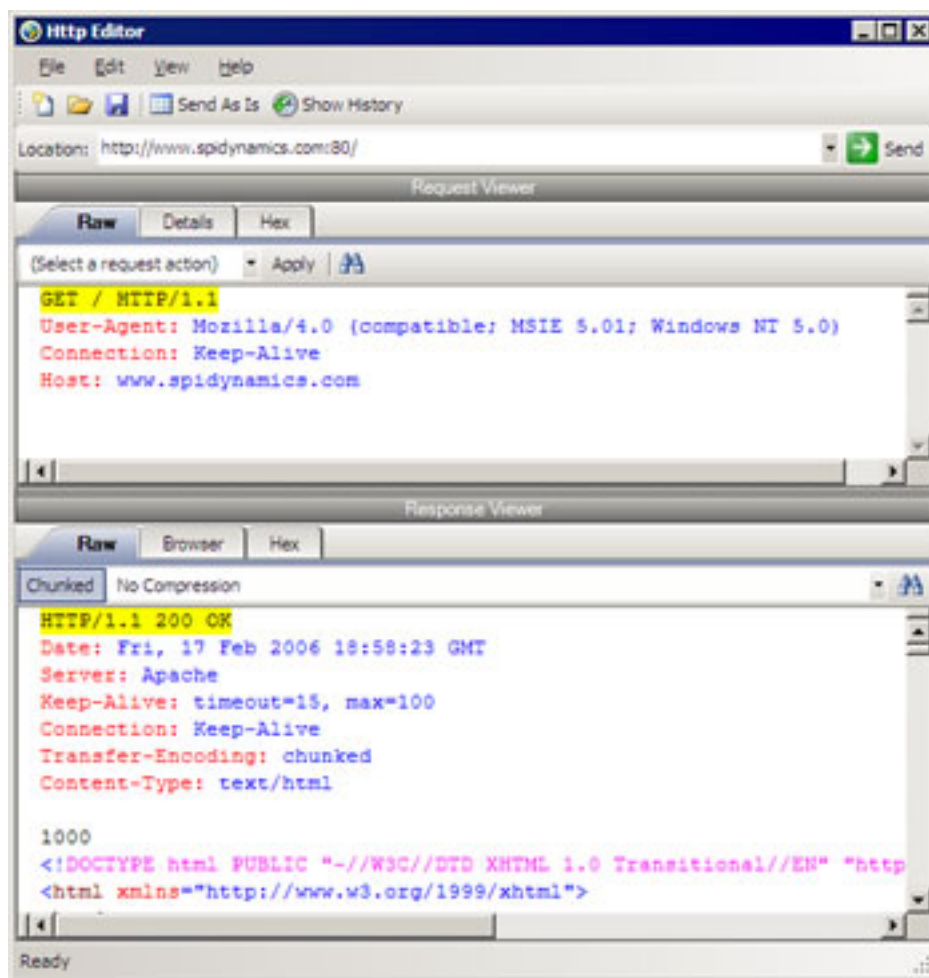 Http Editor
File Edit View Help
Send As Is Show History
Location: http://www.spidynamics.com:80/ Send
Request Viewer
Raw Details Hex
(Select a request action) Apply
GET / HTTP/1.1
User-Agent: Mozilla/4.0 (compatible; MSIE 5.01; Windows NT 5.0)
Connection: Keep-Alive
Host: www.spidynamics.com
Response Viewer
Raw Browser Hex
Chunked No Compression
HTTP/1.1 200 OK
Date: Fri, 17 Feb 2006 18:58:23 GMT
Server: Apache
Keep-Alive: timeout=15, max=100
Connection: Keep-Alive
Transfer-Encoding: chunked
Content-Type: text/html
1000
<!DOCTYPE html PUBLIC "-//W3C//DTD XHTML 1.0 Transitional//EN" "http
<html xmlns="http://www.w3.org/1999/xhtml">
Ready